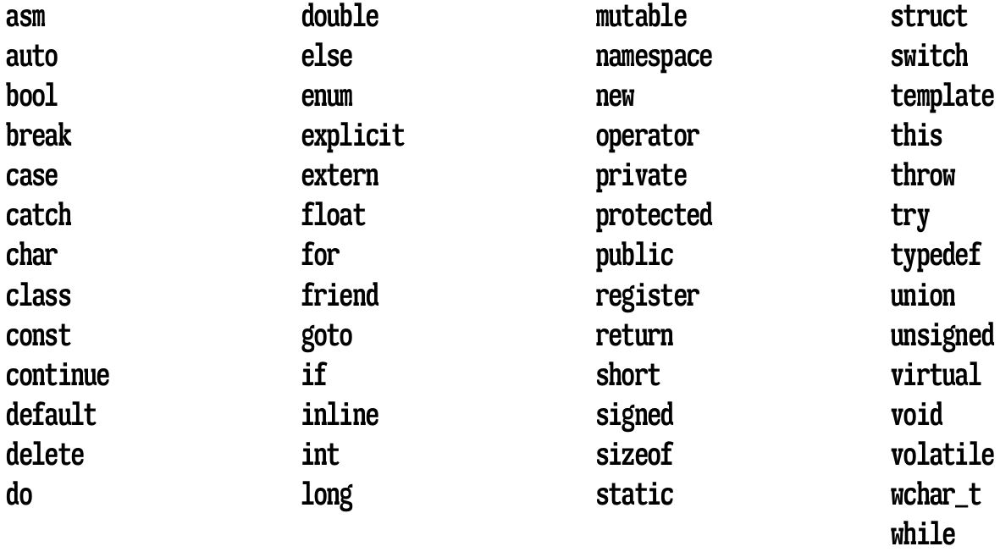 asm double mutable struct
auto else namespace switch
bool enum new template
break explicit operator this
case extern private throw
catch float protected try
char for public typedef
class friend register union
const goto return unsigned
continue if short virtual
default inline signed void
delete int sizeof volatile
do long static wchar_t
while